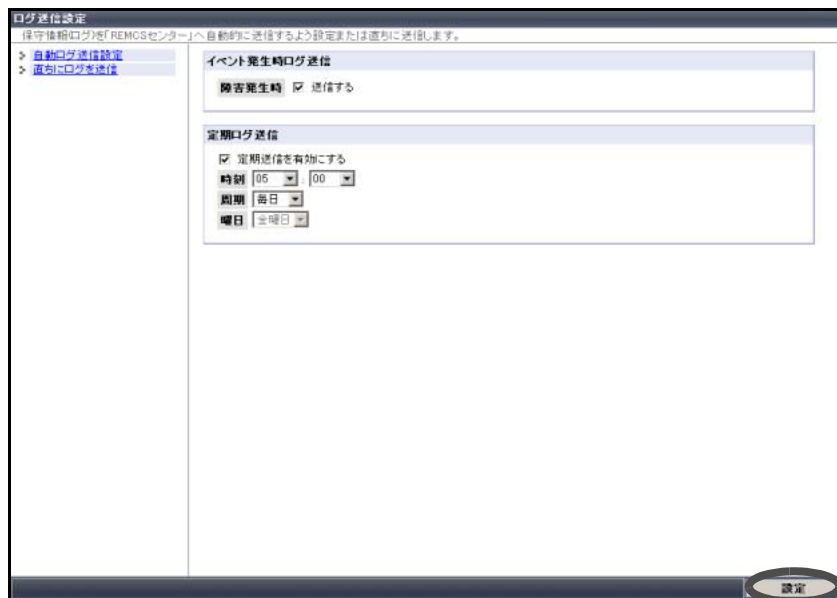 ログ送信設定
保守情報(ログ)を「REMCSセンター」へ自動的に送信するよう設定または直ちに送信します。
> 自動ログ送信設定
> 直ちにログを送信
イベント発生時ログ送信
障害発生時 送信する
定期ログ送信
定期送信を有効にする
時刻 05 : 00
周期 毎日
曜日 金曜日
設定